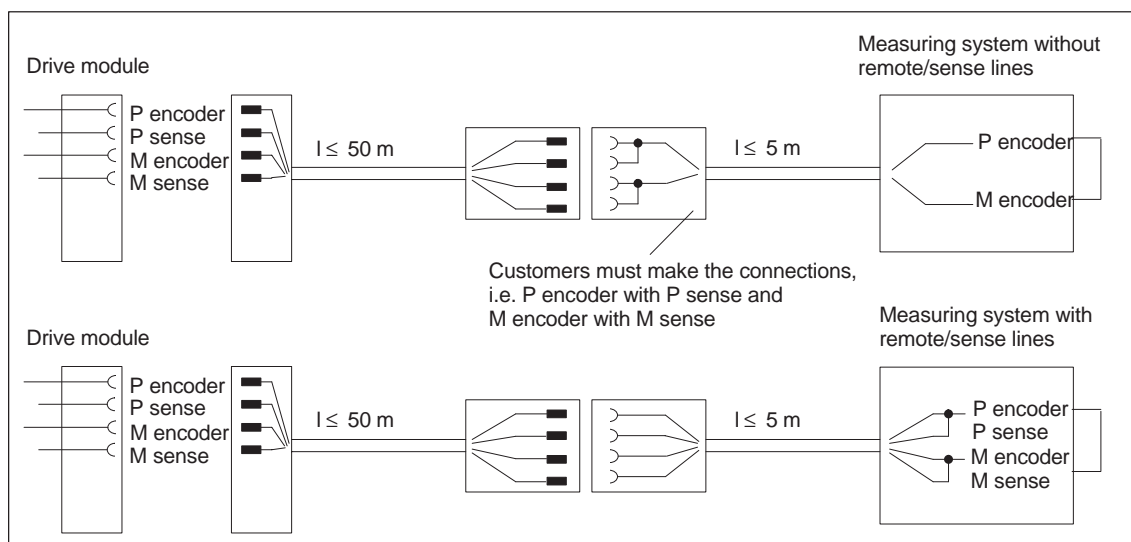 Measuring system without
remote/sense lines
Drive module
P encoder
P sense
M encoder
M sense
l ≤ 50 m
l ≤ 5 m
P encoder
M encoder
Customers must make the connections,
i.e. P encoder with P sense and
M encoder with M sense
Measuring system with
remote/sense lines
Drive module
P encoder
P sense
M encoder
M sense
l ≤ 50 m
l ≤ 5 m
P encoder
P sense
M encoder
M sense